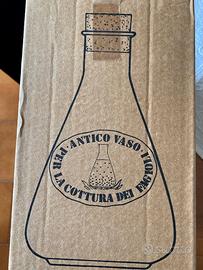 · ANTICO VASO ·
PER LA COTTURA DEI FAGIOLI